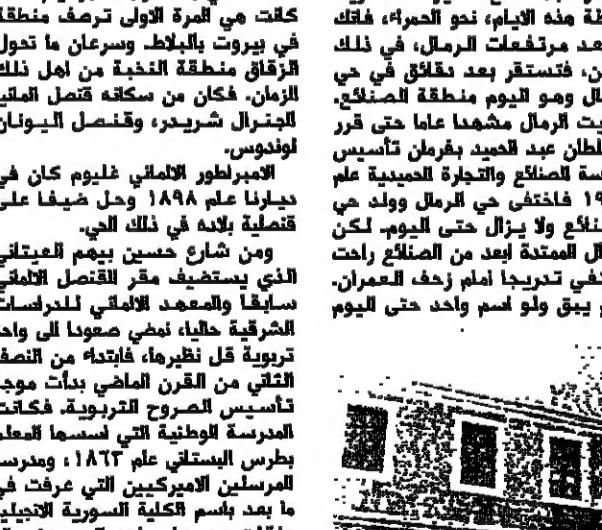 كانت هي المرة الاولى ترصف منطقة
في بيروت بالبلاط. وسرعان ما تحول
الزقاق منطقة النخبة من اهل ذلك
الزمان. فكان من سكانه قنصل المانيا
الجنرال شريدر، وقنصل اليونان
لوندوس.
الامبراطور الالماني غليوم كان في
ديارنا عام ١٨٩٨ وحل ضيفا على
قنصلية بلاده في ذلك الحي.
ومن شارع حسين بيهم العيتاني
الذي يستضيف مقر القنصل الالماني
سابقا والمعهد الالماني للدراسات
الشرقية حاليا، نمضي صعودا الى واحة
تربوية قل نظيرها، فابتداء من النصف
الثاني من القرن الماضي بدأت موجة
تأسيس الصروح التربوية. فكانت
المدرسة الوطنية التي اسسها المعلم
بطرس البستاني عام ١٨٦٣، ومدرسة
المرسلين الاميركيين التي عرفت في
ما بعد باسم الكلية السورية الانجيلية
ظة هذه الايام، نحو الحمراء، فانك
عد مرتفعات الرمال، في ذلك
ن، فتستقر بعد دقائق في حي
مال وهو اليوم منطقة الصنائع.
يت الرمال مشهدا عاما حتى قرر
لطان عبد الحميد بفرمان تأسيس
سة الصنائع والتجارة الحميدية عام
١٩ فاختفى حي الرمال وولد حي
نائع ولا يزال حتى اليوم. لكن
ال الممتدة ابعد من الصنائع راحت
تفي تدريجا امام زحف العمران.
م يبق ولو اسم واحد حتى اليوم